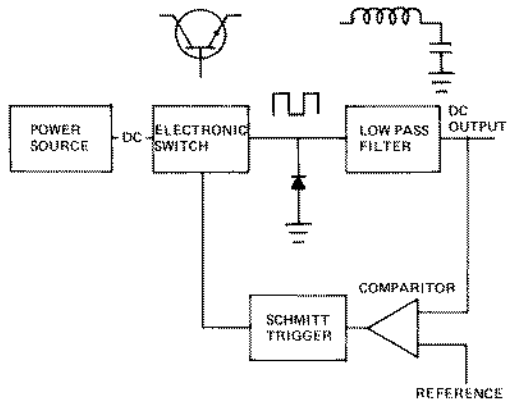 POWER
SOURCE
DC
ELECTRONIC
SWITCH
LOW PASS
FILTER
DC
OUTPUT
COMPARITOR
SCHMITT
TRIGGER
REFERENCE